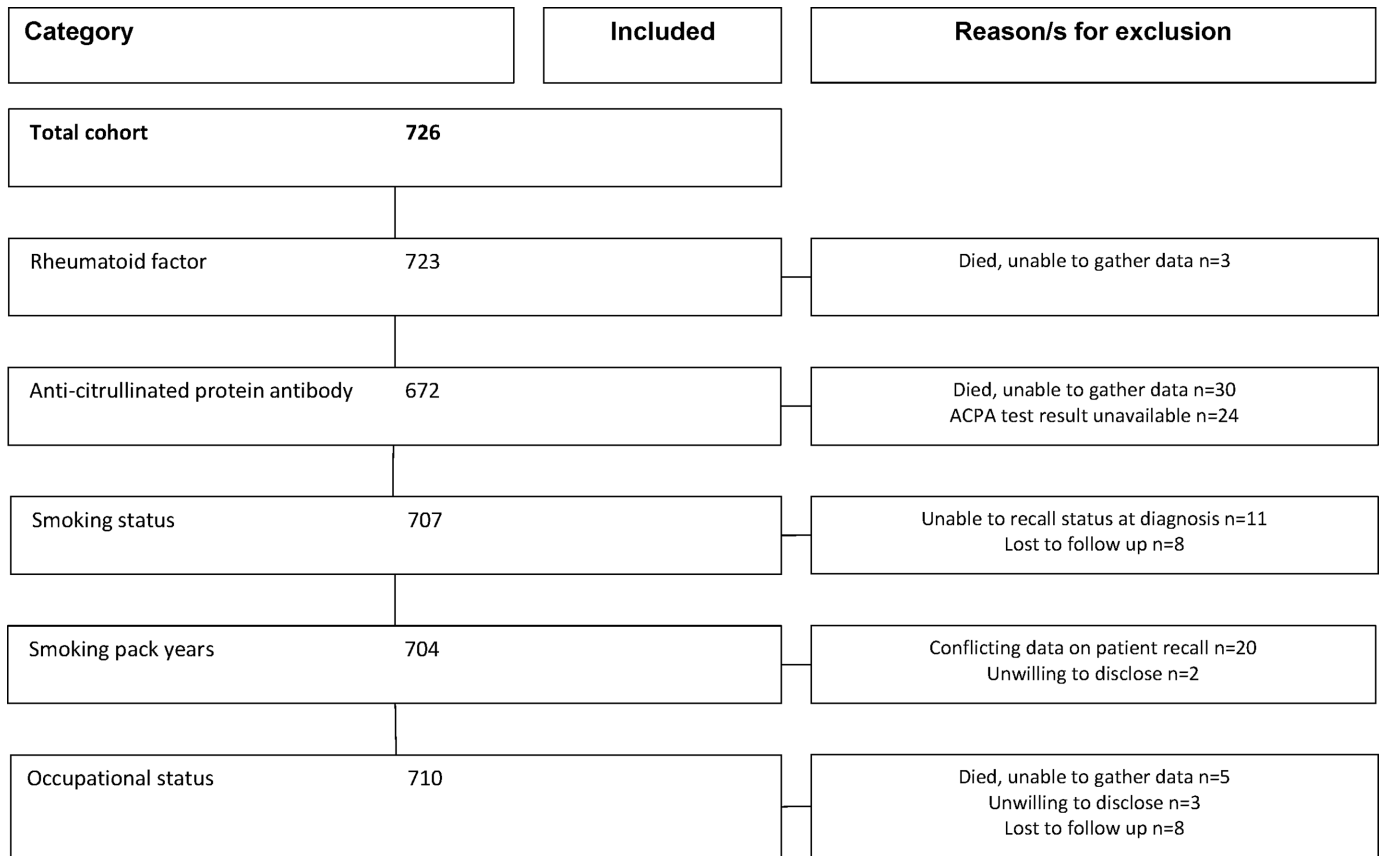 Category Included Reason/s for exclusion
Total cohort 726
Rheumatoid factor 723 Died, unable to gather data n=3
Anti-citrullinated protein antibody 672 Died, unable to gather data n=30
ACPA test result unavailable n=24
Smoking status 707 Unable to recall status at diagnosis n=11
Lost to follow up n=8
Smoking pack years 704 Conflicting data on patient recall n=20
Unwilling to disclose n=2
Occupational status 710 Died, unable to gather data n=5
Unwilling to disclose n=3
Lost to follow up n=8